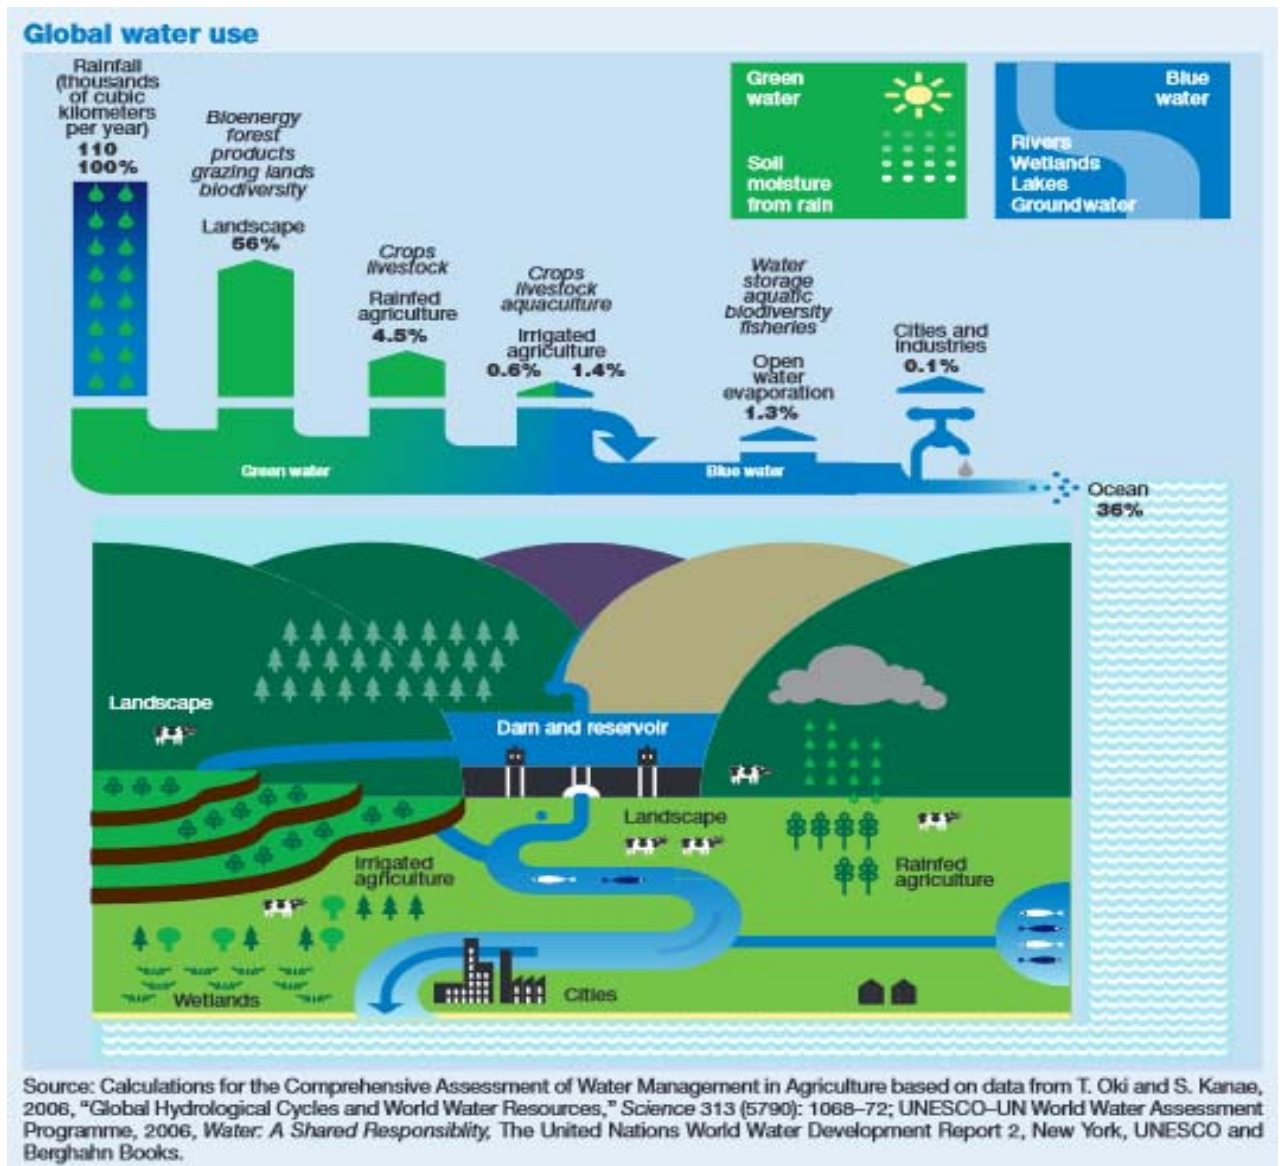 Global water use
Rainfall
(thousands
of cubic
kilometers
per year)
110
100%
Bioenergy
forest
products
grazing lands
biodiversity
Landscape
56%
Crops
livestock
Rainfed
agriculture
4.5%
Crops
livestock
aquaculture
Irrigated
agriculture
0.6% 1.4%
Water
storage
aquatic
biodiversity
fisheries
Open
water
evaporation
1.3%
Cities and
industries
0.1%
Green
water
Soil
moisture
from rain
Blue
water
Rivers
Wetlands
Lakes
Groundwater
Green water
Blue water
Ocean
36%
Landscape
Dam and reservoir
Landscape
Irrigated
agriculture
Rainfed
agriculture
Wetlands
Cities
Source: Calculations for the Comprehensive Assessment of Water Management in Agriculture based on data from T. Oki and S. Kanae,
2006, “Global Hydrological Cycles and World Water Resources,” Science 313 (5790): 1068–72; UNESCO–UN World Water Assessment
Programme, 2006, Water: A Shared Responsiblity, The United Nations World Water Development Report 2, New York, UNESCO and
Berghahn Books.